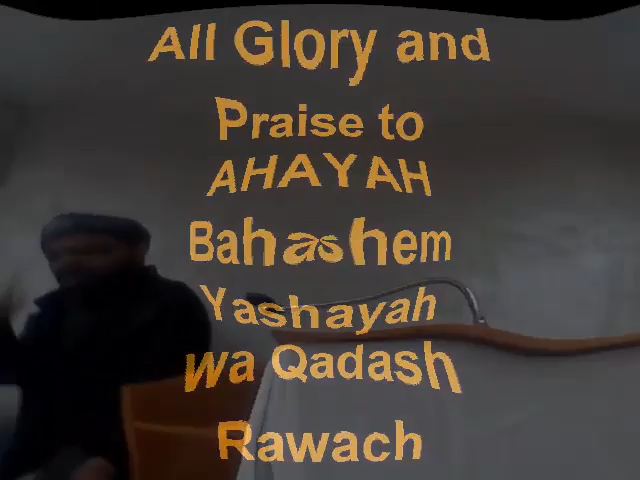 All Glory and
Praise to
AHAYAH
Bahashem
Yashayah
wa Qadash
Rawach